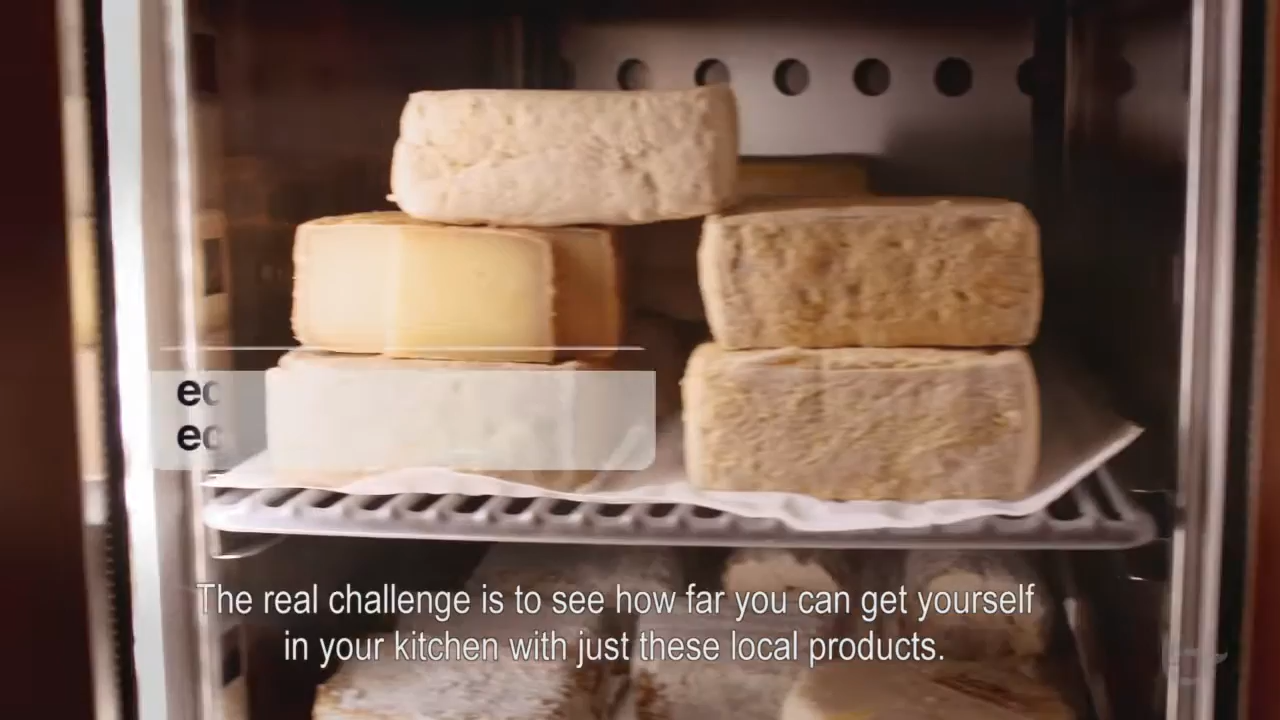 The real challenge is to see how far you can get yourself
in your kitchen with just these local products.